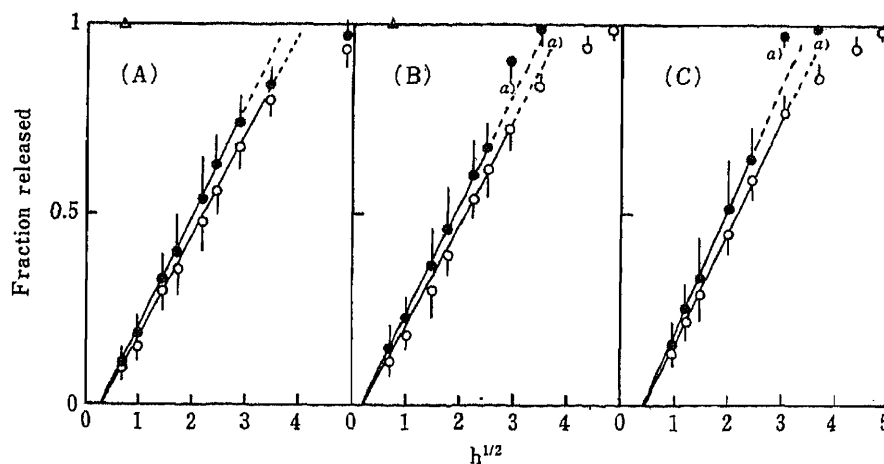 1
(A)
(B)
(C)
a)
a)
a)
a)
0.5
Fraction released
0
0 1 2 3 4 0 1 2 3 4 0 1 2 3 4 5
h1/2